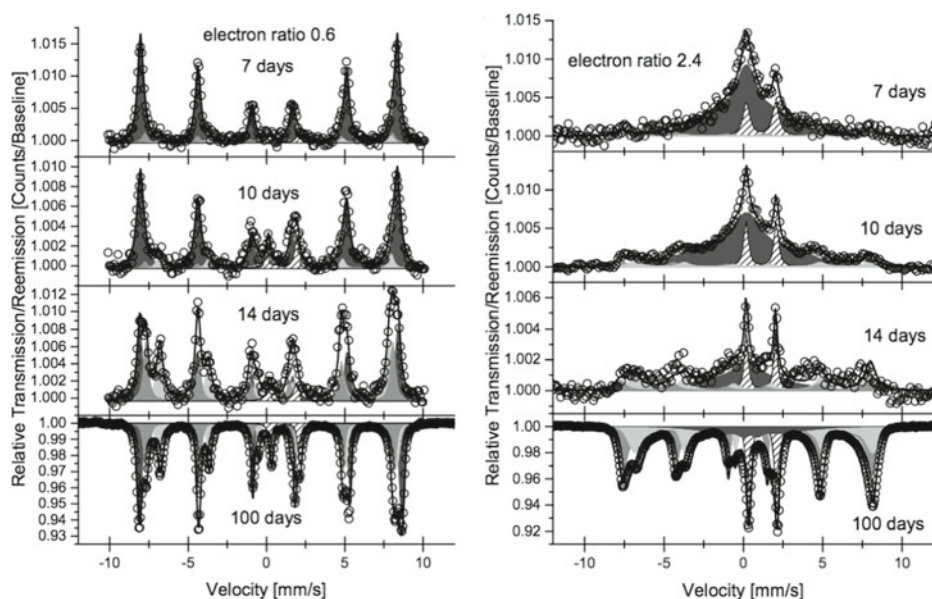 Relative Transmission/Reemission [Counts/Baseline]
electron ratio 0.6
7 days
1.015
1.010
1.005
1.000
10 days
1.010
1.008
1.006
1.004
1.002
1.000
14 days
1.012
1.010
1.008
1.006
1.004
1.002
1.000
1.00
0.99
0.98
0.97
0.96
0.95
0.94
0.93
100 days
-10 -5 0 5 10
Velocity [mm/s]
Relative Transmission/Reemission [Counts/Baseline]
electron ratio 2.4
7 days
1.015
1.010
1.005
1.000
10 days
1.010
1.005
1.000
14 days
1.006
1.004
1.002
1.000
1.00
0.98
0.96
0.94
0.92
100 days
-10 -5 0 5 10
Velocity [mm/s]